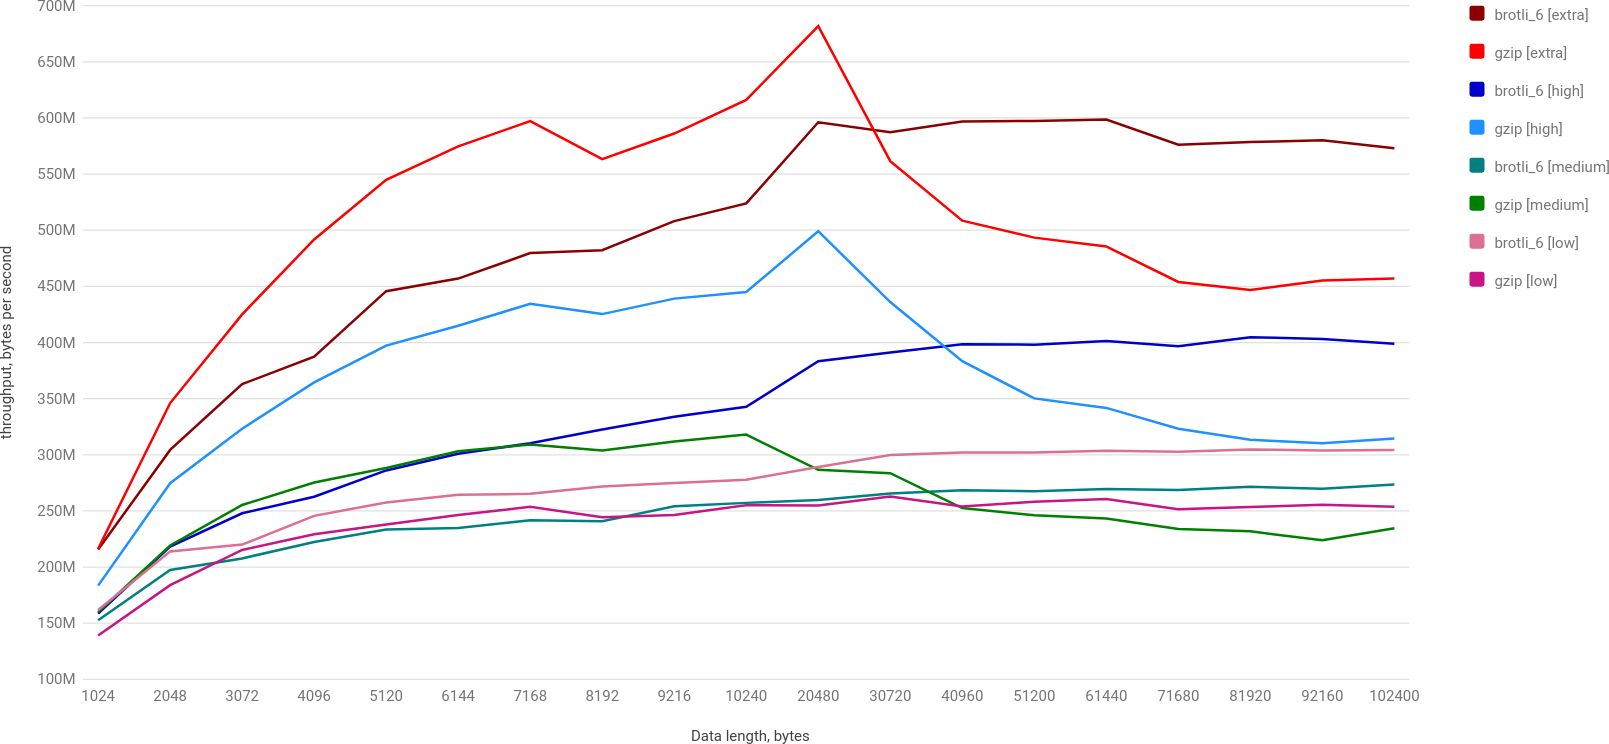 700M
650M
600M
550M
500M
450M
400M
350M
300M
250M
200M
150M
100M
throughput, bytes per second
1024 2048 3072 4096 5120 6144 7168 8192 9216 10240 20480 30720 40960 51200 61440 71680 81920 92160 102400
Data length, bytes
brotli_6 [extra]
gzip [extra]
brotli_6 [high]
gzip [high]
brotli_6 [medium]
gzip [medium]
brotli_6 [low]
gzip [low]